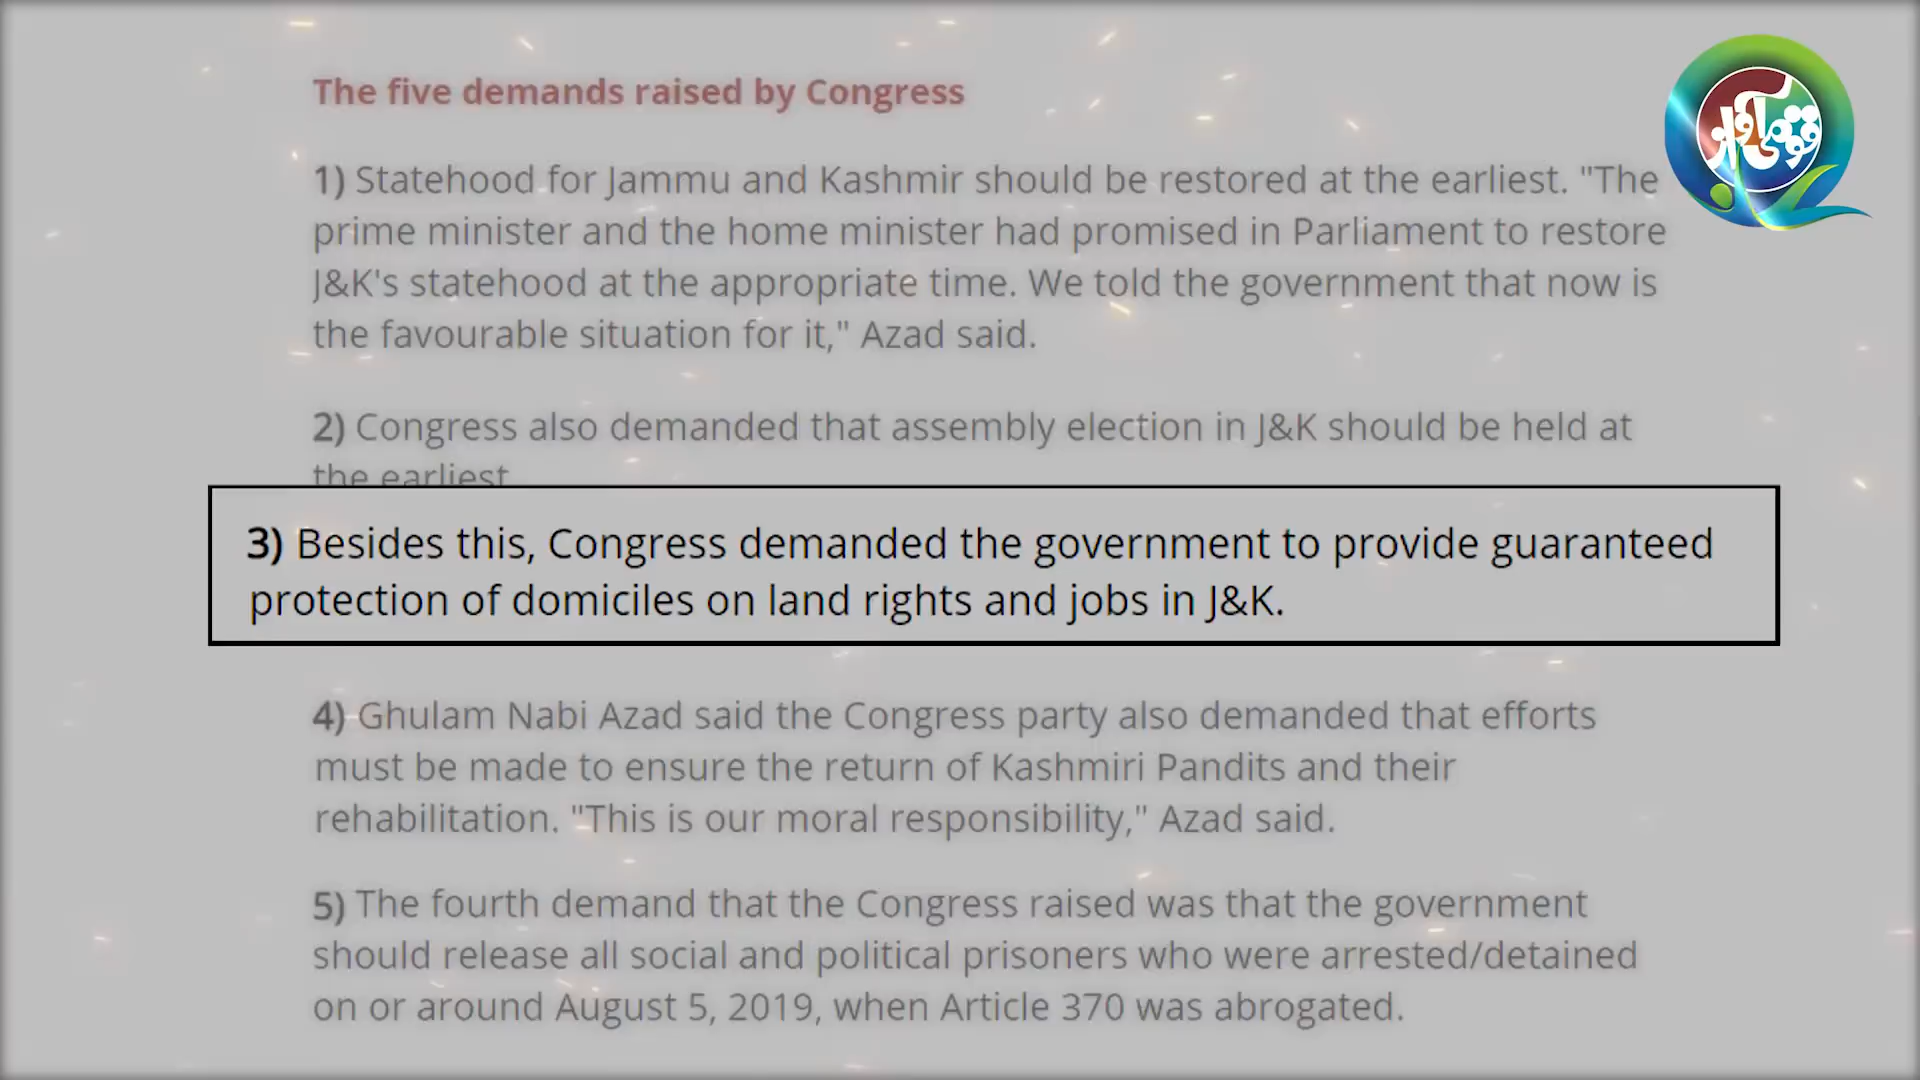 The five demands raised by Congress
1) Statehood for Jammu and Kashmir should be restored at the earliest. "The
prime minister and the home minister had promised in Parliament to restore
J&K's statehood at the appropriate time. We told the government that now is
the favourable situation for it," Azad said.
2) Congress also demanded that assembly election in J&K should be held at
the earliest
3) Besides this, Congress demanded the government to provide guaranteed
protection of domiciles on land rights and jobs in J&K.
4) Ghulam Nabi Azad said the Congress party also demanded that efforts
must be made to ensure the return of Kashmiri Pandits and their
rehabilitation. "This is our moral responsibility," Azad said.
5) The fourth demand that the Congress raised was that the government
should release all social and political prisoners who were arrested/detained
on or around August 5, 2019, when Article 370 was abrogated.
قومی آواز